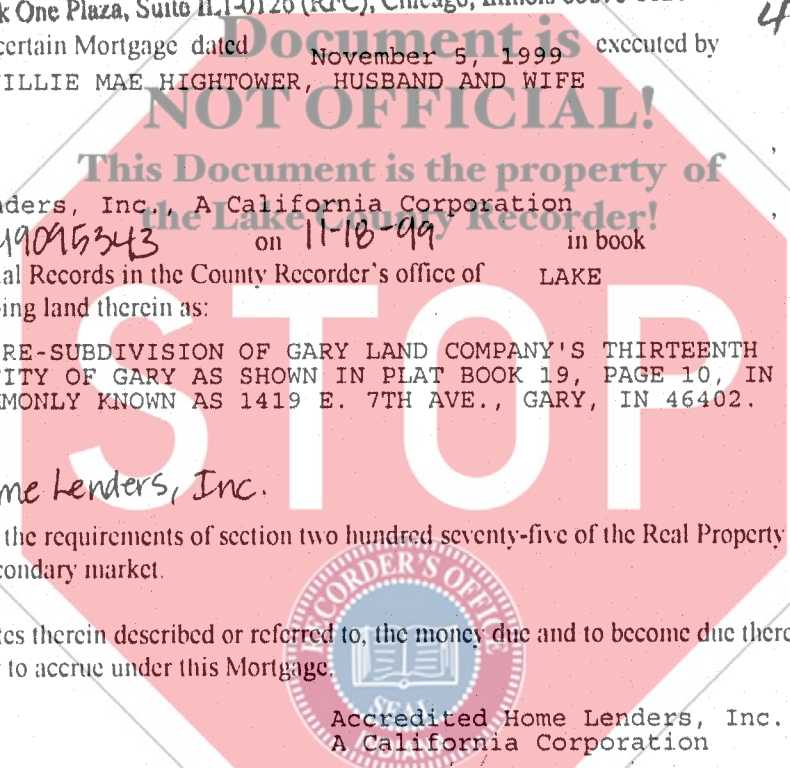 k One Plaza, Suite IL1-0126 (RFC), Chicago, Illinois
certain Mortgage dated November 5, 1999 executed by
ILLIE MAE HIGHTOWER, HUSBAND AND WIFE
Document is
NOT OFFICIAL!
This Document is the property of
the Lake County Recorder!
nders, Inc., A California Corporation
99095343 on 11-18-99 in book
al Records in the County Recorder's office of LAKE
ing land therein as:
RE-SUBDIVISION OF GARY LAND COMPANY'S THIRTEENTH
ITY OF GARY AS SHOWN IN PLAT BOOK 19, PAGE 10, IN
MONLY KNOWN AS 1419 E. 7TH AVE., GARY, IN 46402.
STOP
me Lenders, Inc.
the requirements of section two hundred seventy-five of the Real Property
condary market.
tes therein described or referred to, the money due and to become due there
to accrue under this Mortgage.
RECORDER'S OFFICE
SEAL
Accredited Home Lenders, Inc.
A California Corporation